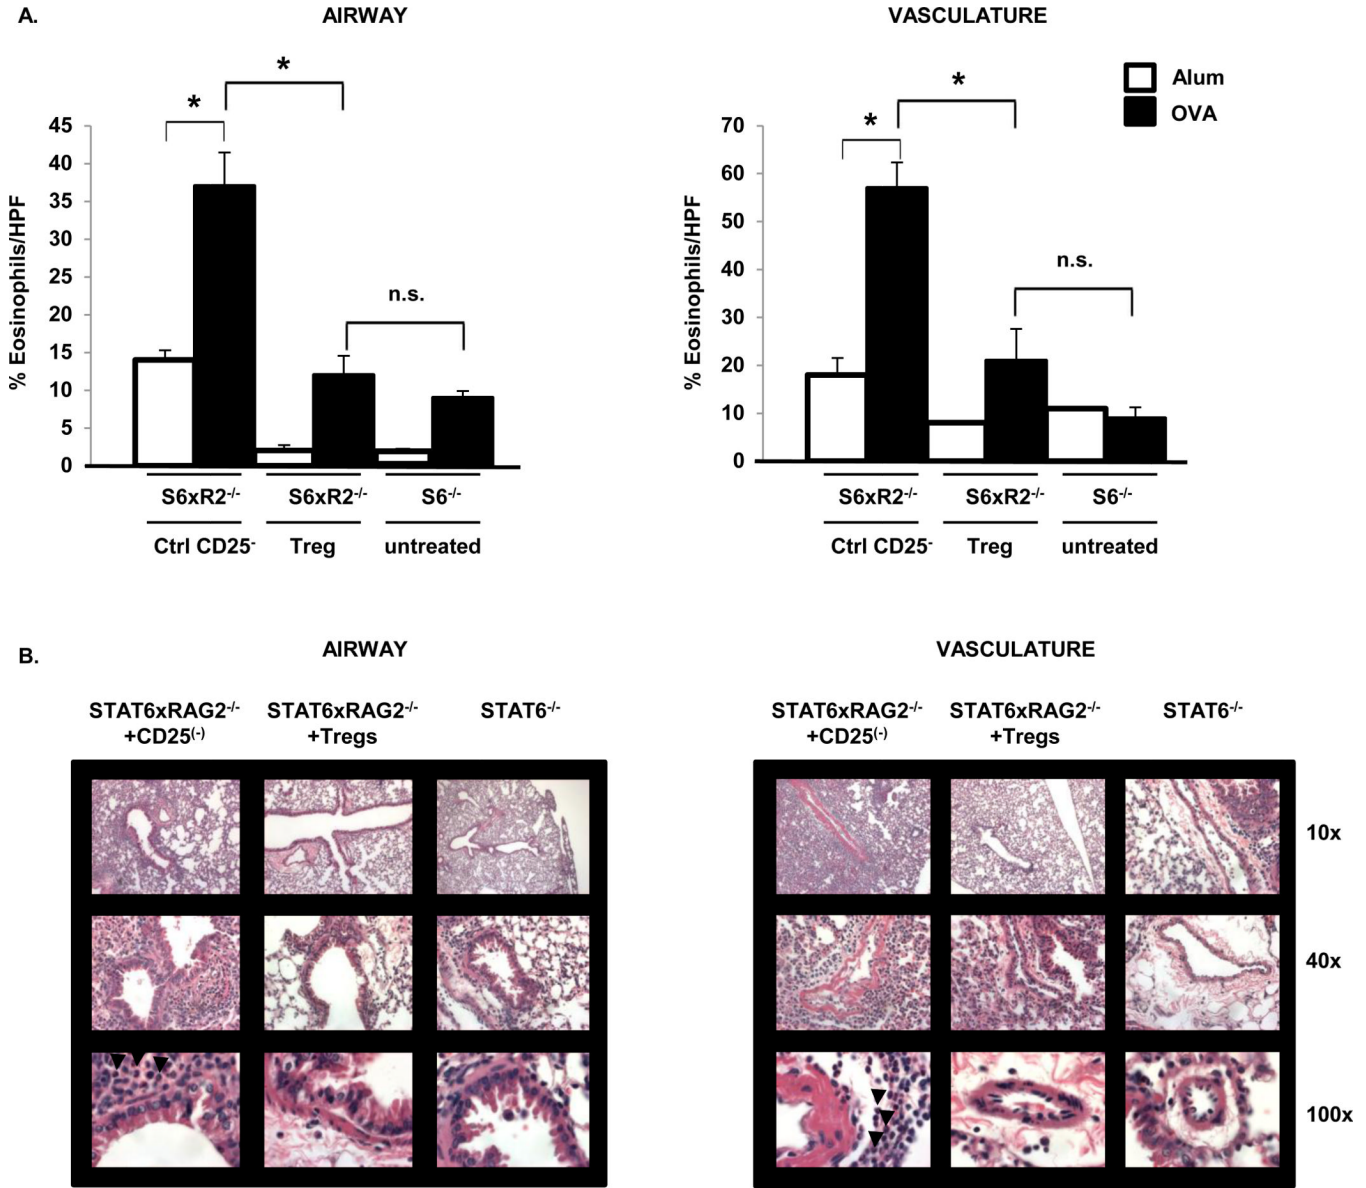 A.
AIRWAY
VASCULATURE
Alum
OVA
% Eosinophils/HPF
45
40
35
30
25
20
15
10
5
0
*
*
n.s.
S6xR2-/-
S6xR2-/-
S6-/-
Ctrl CD25-
Treg
untreated
% Eosinophils/HPF
70
60
50
40
30
20
10
0
*
*
n.s.
S6xR2-/-
S6xR2-/-
S6-/-
Ctrl CD25-
Treg
untreated
B.
AIRWAY
VASCULATURE
STAT6xRAG2-/-
+CD25(-)
STAT6xRAG2-/-
+Tregs
STAT6-/-
STAT6xRAG2-/-
+CD25(-)
STAT6xRAG2-/-
+Tregs
STAT6-/-
10x
40x
100x